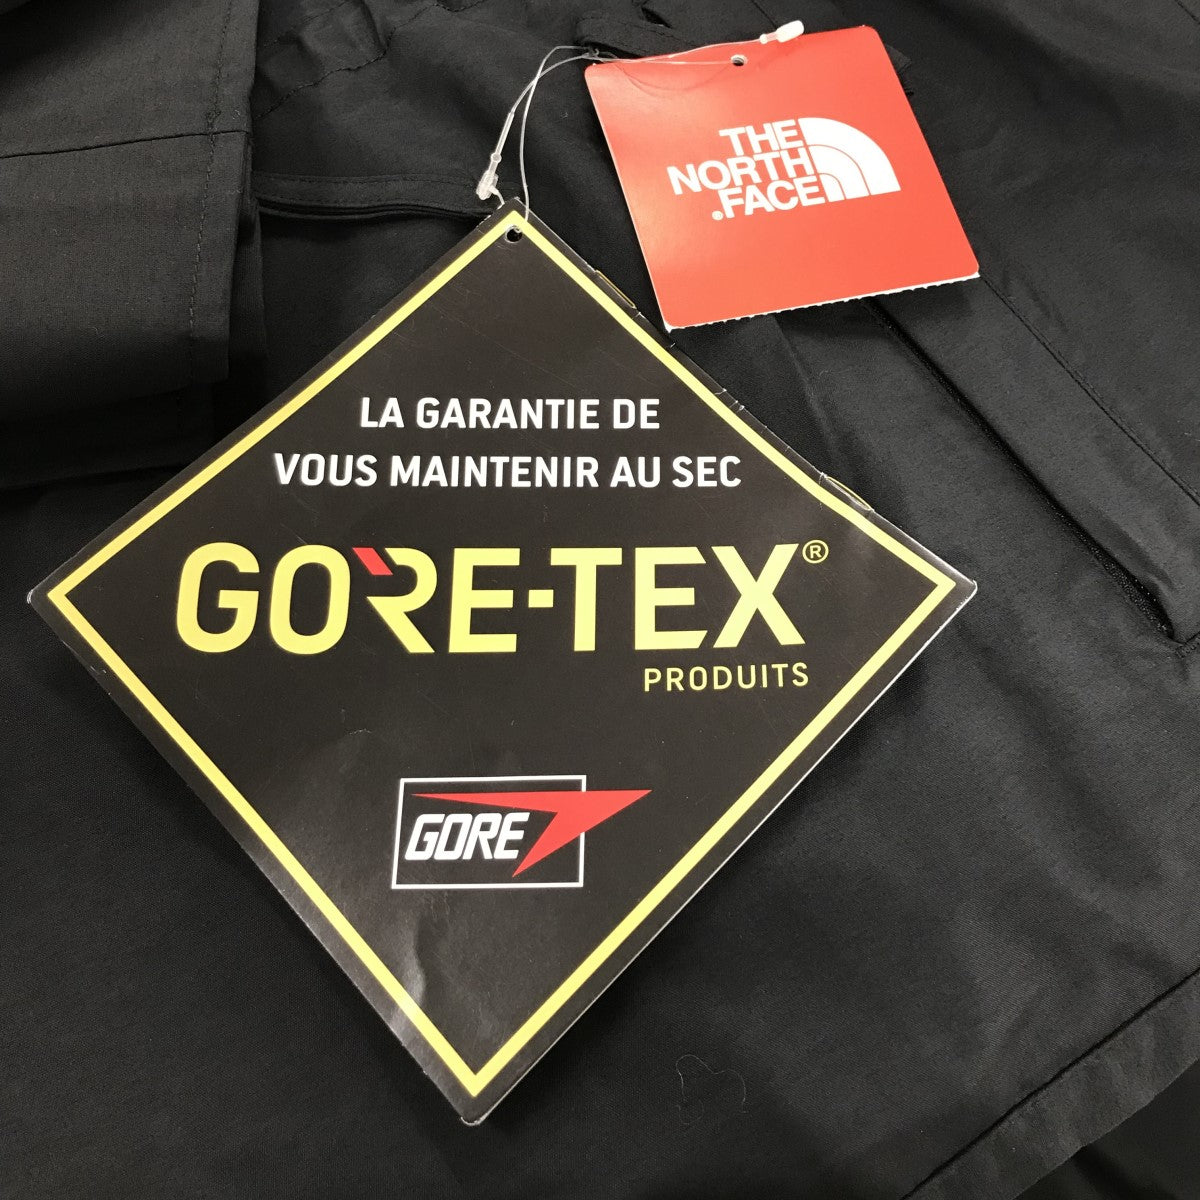 THE
NORTH
®.FACE
LA GARANTIE DE
VOUS MAINTENIR AU SEC
GORE-TEX®
PRODUITS
GORE